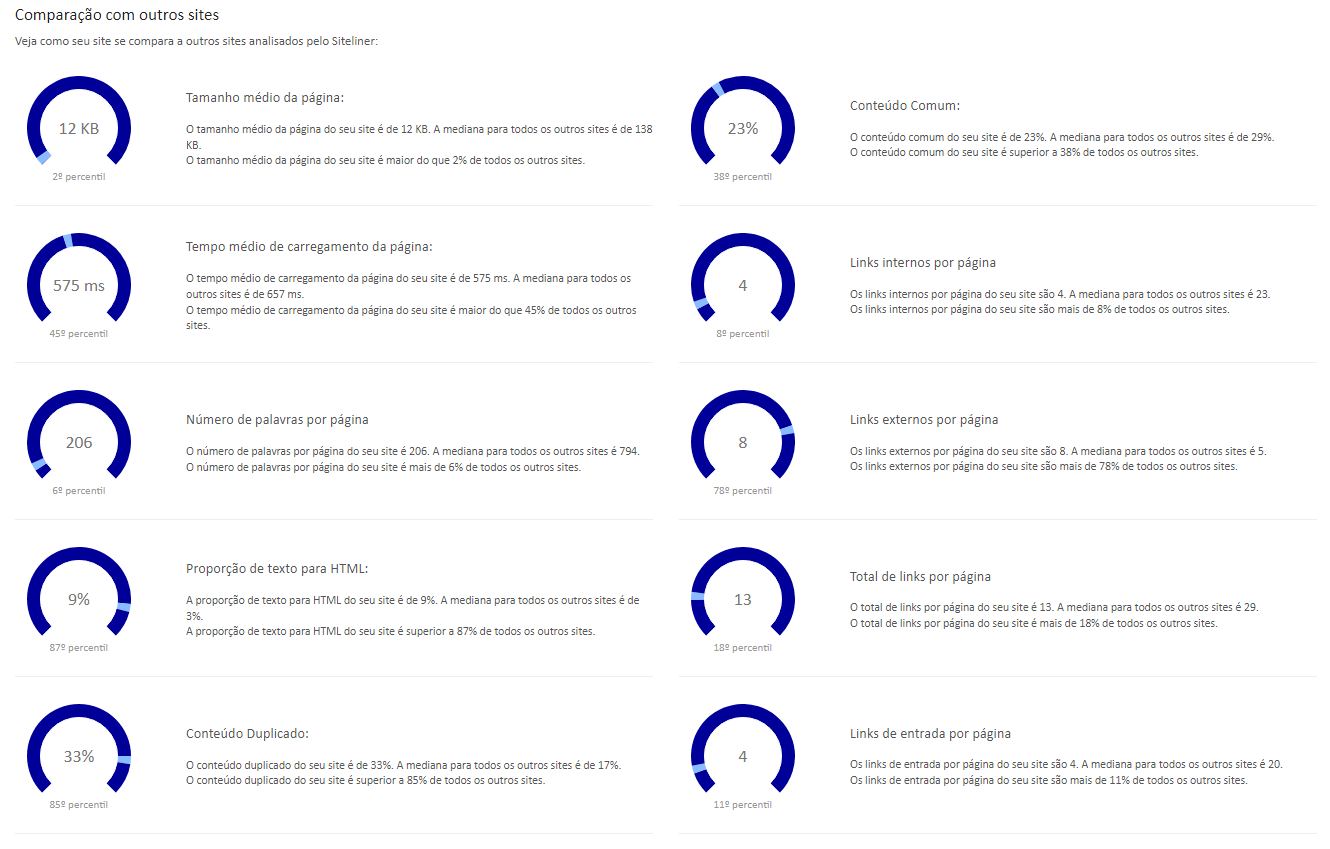 Comparação com outros sites
Veja como seu site se compara a outros sites analisados pelo Siteliner:
12 KB
2º percentil
Tamanho médio da página:
O tamanho médio da página do seu site é de 12 KB. A mediana para todos os outros sites é de 138
KB.
O tamanho médio da página do seu site é maior do que 2% de todos os outros sites.
23%
38º percentil
Conteúdo Comum:
O conteúdo comum do seu site é de 23%. A mediana para todos os outros sites é de 29%.
O conteúdo comum do seu site é superior a 38% de todos os outros sites.
575 ms
45º percentil
Tempo médio de carregamento da página:
O tempo médio de carregamento da página do seu site é de 575 ms. A mediana para todos os
outros sites é de 657 ms.
O tempo médio de carregamento da página do seu site é maior do que 45% de todos os outros
sites.
4
8º percentil
Links internos por página
Os links internos por página do seu site são 4. A mediana para todos os outros sites é 23.
Os links internos por página do seu site são mais de 8% de todos os outros sites.
206
6º percentil
Número de palavras por página
O número de palavras por página do seu site é 206. A mediana para todos os outros sites é 794.
O número de palavras por página do seu site é mais de 6% de todos os outros sites.
8
78º percentil
Links externos por página
Os links externos por página do seu site são 8. A mediana para todos os outros sites é 5.
Os links externos por página do seu site são mais de 78% de todos os outros sites.
9%
87º percentil
Proporção de texto para HTML:
A proporção de texto para HTML do seu site é de 9%. A mediana para todos os outros sites é de
3%.
A proporção de texto para HTML do seu site é superior a 87% de todos os outros sites.
13
18º percentil
Total de links por página
O total de links por página do seu site é 13. A mediana para todos os outros sites é 29.
O total de links por página do seu site é mais de 18% de todos os outros sites.
33%
85º percentil
Conteúdo Duplicado:
O conteúdo duplicado do seu site é de 33%. A mediana para todos os outros sites é de 17%.
O conteúdo duplicado do seu site é superior a 85% de todos os outros sites.
4
11º percentil
Links de entrada por página
Os links de entrada por página do seu site são 4. A mediana para todos os outros sites é 20.
Os links de entrada por página do seu site são mais de 11% de todos os outros sites.